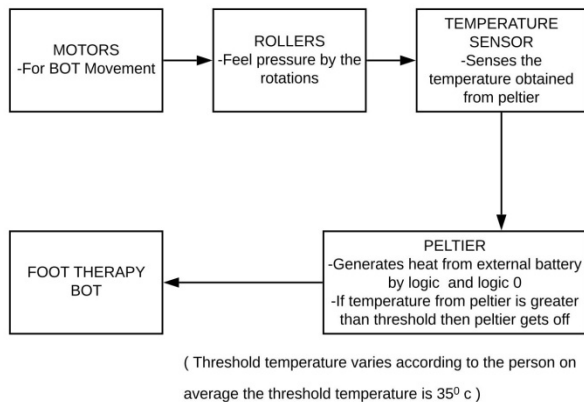 MOTORS
-For BOT Movement
ROLLERS
-Feel pressure by the
rotations
TEMPERATURE
SENSOR
-Senses the
temperature obtained
from peltier
PELTIER
-Generates heat from external battery
by logic and logic 0
-If temperature from peltier is greater
than threshold then peltier gets off
FOOT THERAPY
BOT
( Threshold temperature varies according to the person on
average the threshold temperature is 35⁰ c )